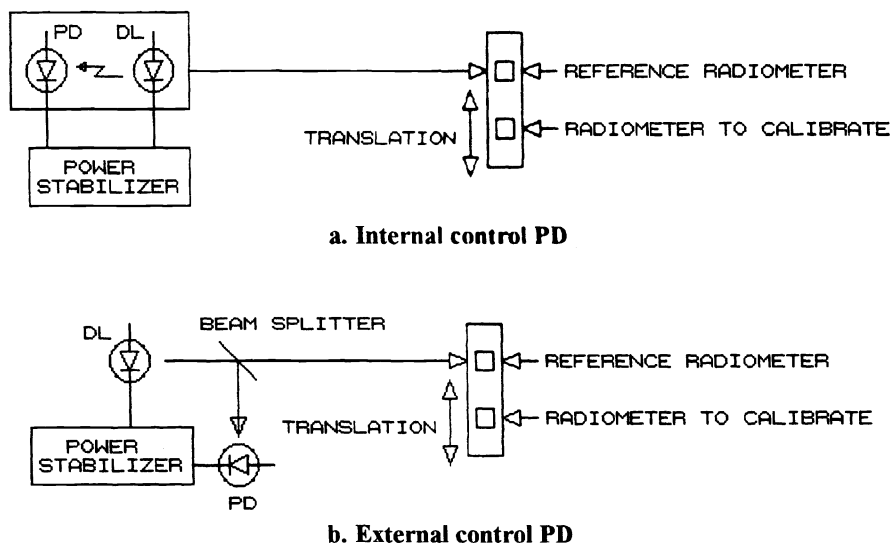 PD DL
REFERENCE RADIOMETER
TRANSLATION
RADIOMETER TO CALIBRATE
POWER
STABILIZER
a. Internal control PD
BEAM SPLITTER
DL
REFERENCE RADIOMETER
TRANSLATION
RADIOMETER TO CALIBRATE
POWER
STABILIZER
PD
b. External control PD